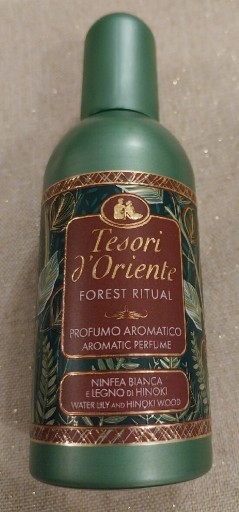 Tesori
d'Oriente
FOREST RITUAL
PROFUMO AROMATICO
AROMATIC PERFUME
NINFEA BIANCA
E LEGNO DI HINOKI
WATER LILY AND HINOKI WOOD